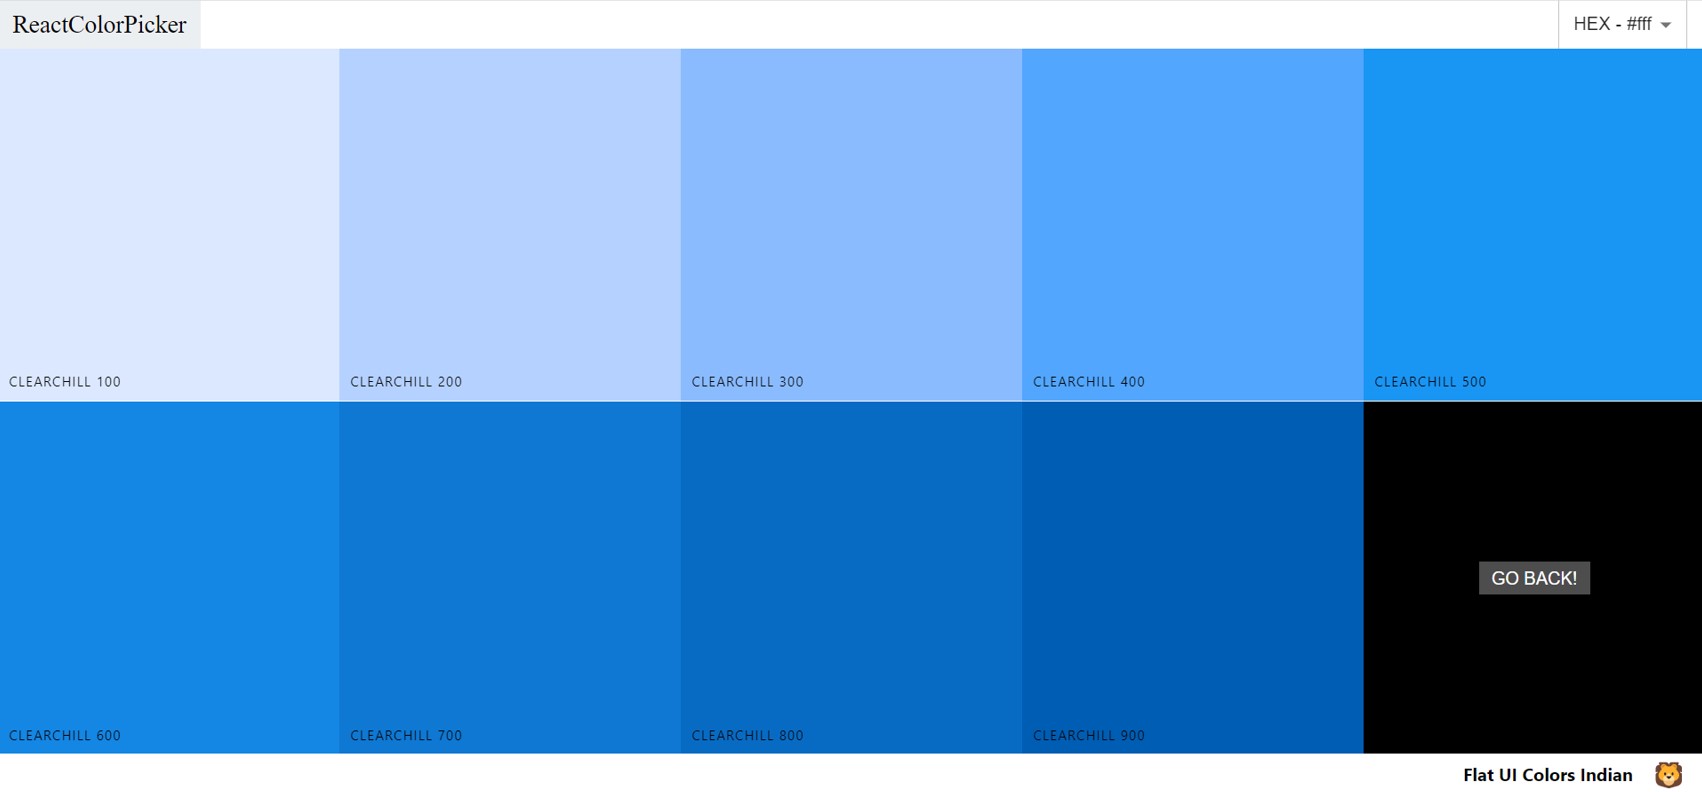 ReactColorPicker
HEX - #fff
CLEARCHILL 100
CLEARCHILL 200
CLEARCHILL 300
CLEARCHILL 400
CLEARCHILL 500
CLEARCHILL 600
CLEARCHILL 700
CLEARCHILL 800
CLEARCHILL 900
GO BACK!
Flat UI Colors Indian